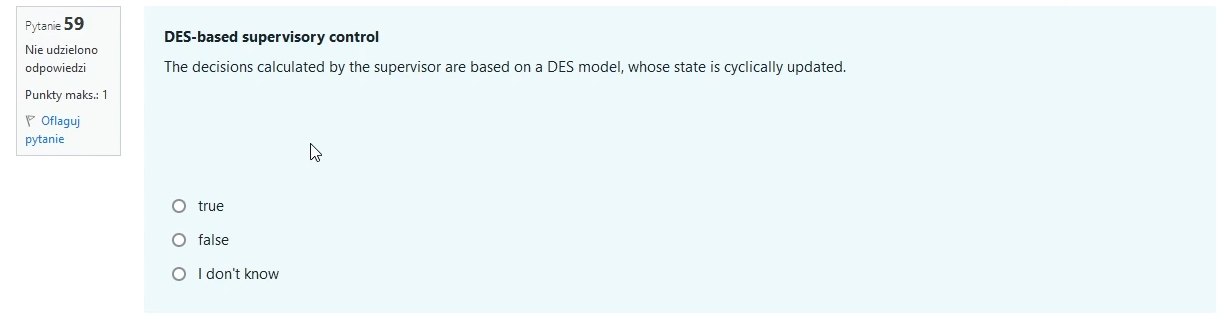 Pytanie 59
Nie udzielono
odpowiedzi
Punkty maks.: 1
Oflaguj
pytanie
DES-based supervisory control
The decisions calculated by the supervisor are based on a DES model, whose state is cyclically updated.
true
false
I don't know